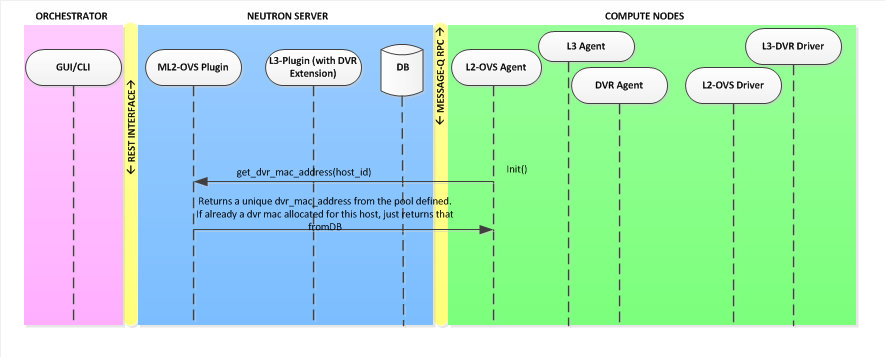 ORCHESTRATOR
NEUTRON SERVER
COMPUTE NODES
GUI/CLI
← REST INTERFACE→
ML2-OVS Plugin
L3-Plugin (with DVR
Extension)
DB
← MESSAGE-Q RPC →
L2-OVS Agent
L3 Agent
DVR Agent
L2-OVS Driver
L3-DVR Driver
get_dvr_mac_address(host_id)
Init()
Returns a unique dvr_mac_address from the pool defined.
If already a dvr mac allocated for this host, just returns that
fromDB